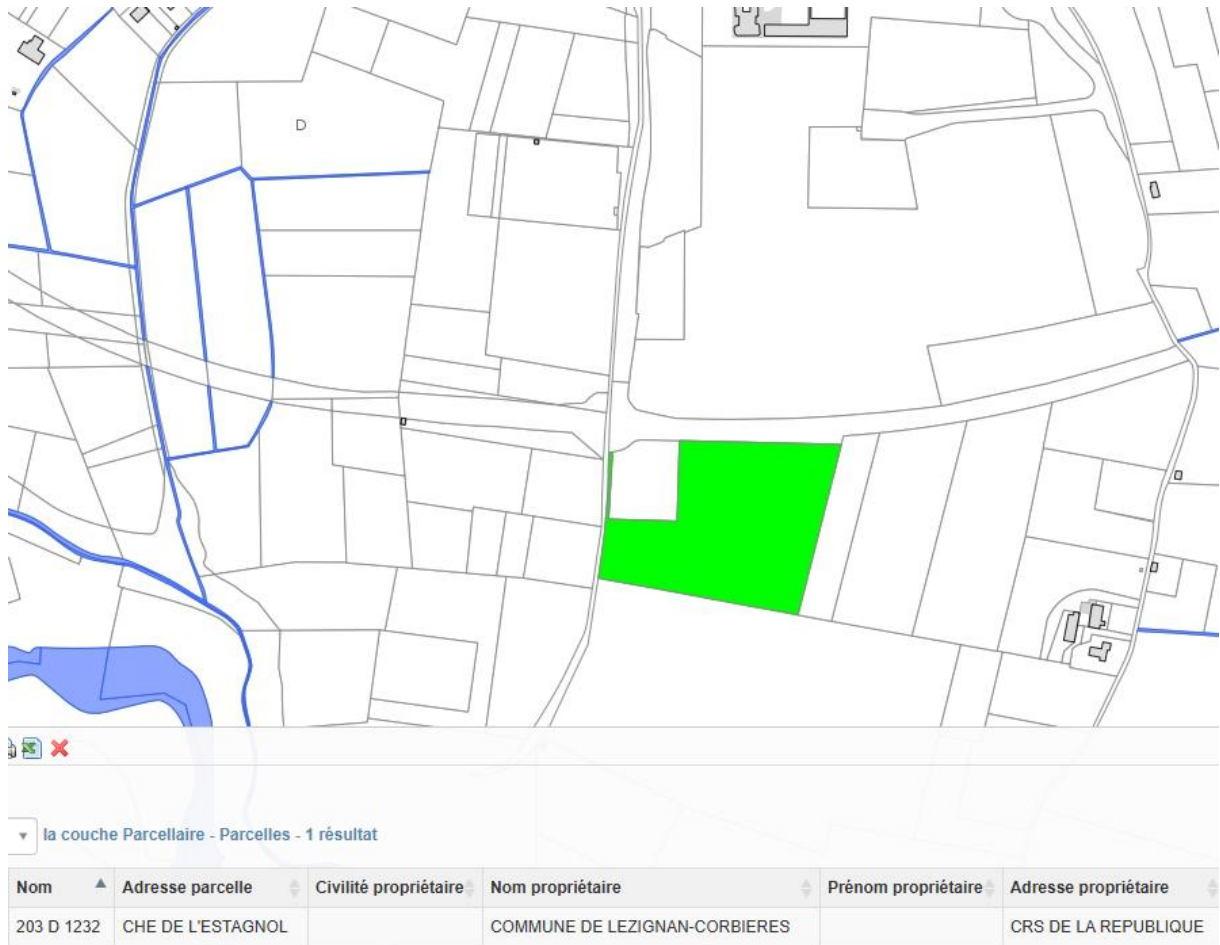 D
la couche Parcellaire - Parcelles - 1 résultat
Nom Adresse parcelle Civilité propriétaire Nom propriétaire Prénom propriétaire Adresse propriétaire
203 D 1232 CHE DE L'ESTAGNOL COMMUNE DE LEZIGNAN-CORBIERES CRS DE LA REPUBLIQUE